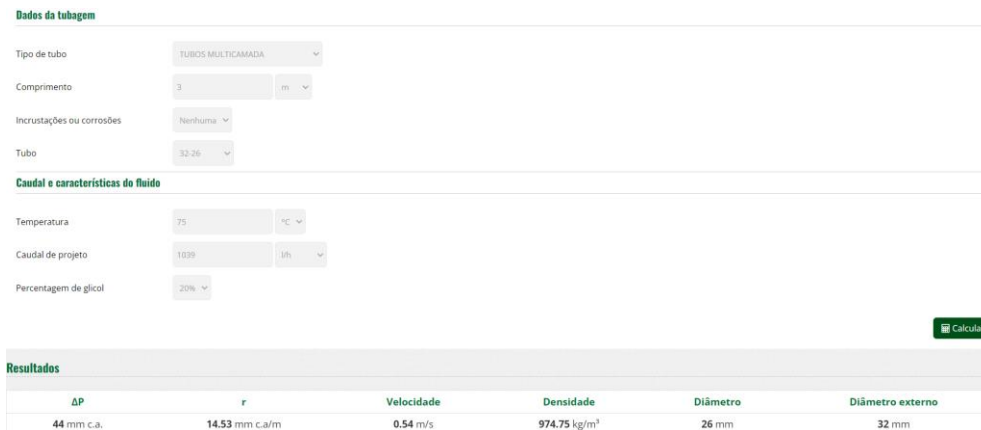 Dados da tubagem
Tipo de tubo TUBOS MULTICAMADA
Comprimento 3 m
Incrustações ou corrosões Nenhuma
Tubo 32-26
Caudal e características do fluido
Temperatura 75 °C
Caudal de projeto 1039 l/h
Percentagem de glicol 20%
Calcula
Resultados
ΔP r Velocidade Densidade Diâmetro Diâmetro externo
44 mm c.a. 14.53 mm c.a/m 0.54 m/s 974.75 kg/m³ 26 mm 32 mm